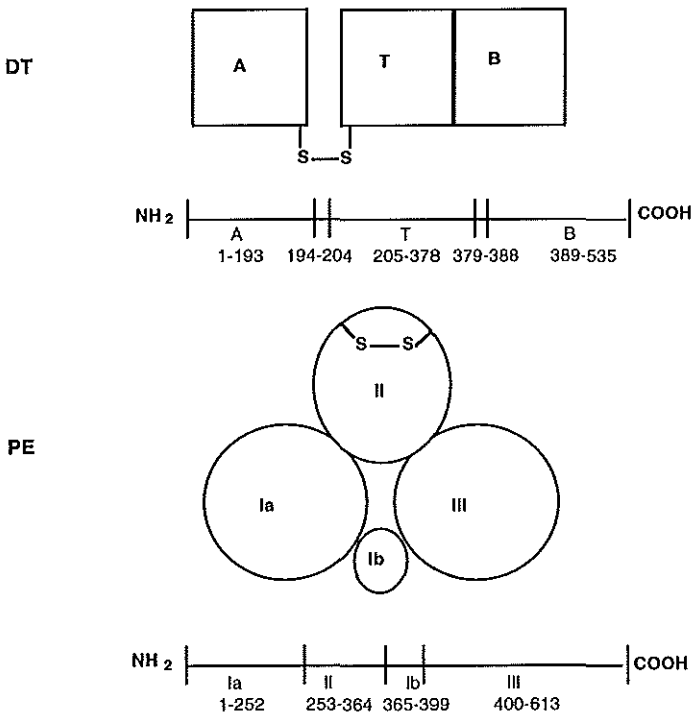 DT
A T B
S S
NH2 COOH
A T B
1-193 194-204 205-378 379-388 389-535
S S
II
PE
Ia III
Ib
NH2 COOH
Ia II Ib III
1-252 253-364 365-399 400-613